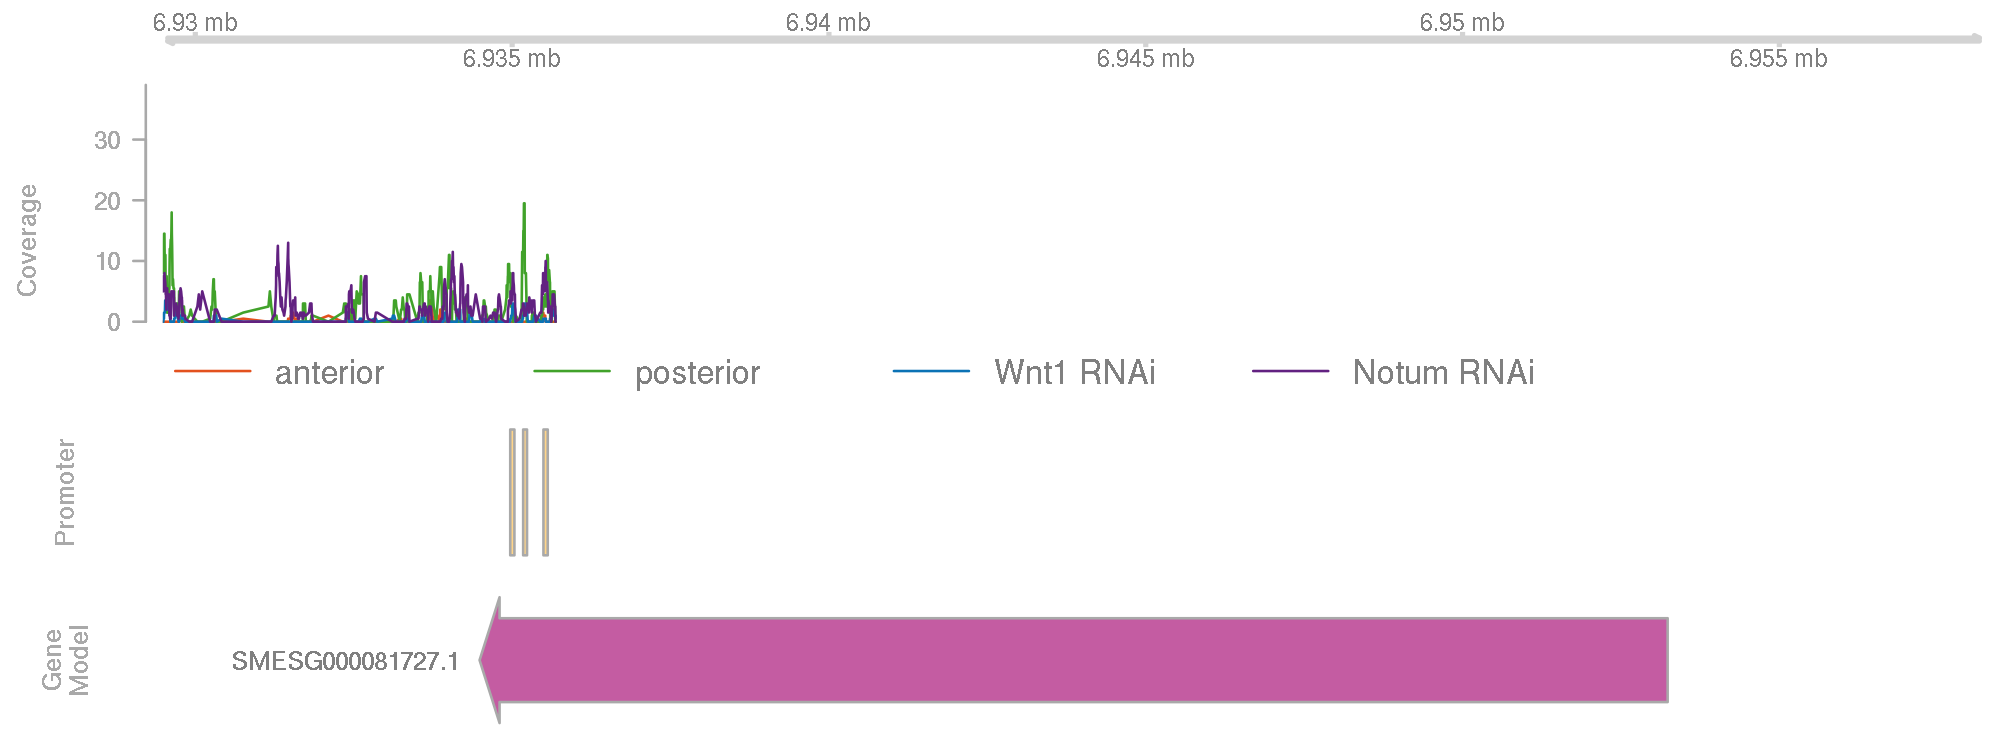 6.93 mb
6.94 mb
6.95 mb
6.935 mb
6.945 mb
6.955 mb
Coverage
30
20
10
0
anterior
posterior
Wnt1 RNAi
Notum RNAi
Promoter
Gene
Model
SMESG000081727.1